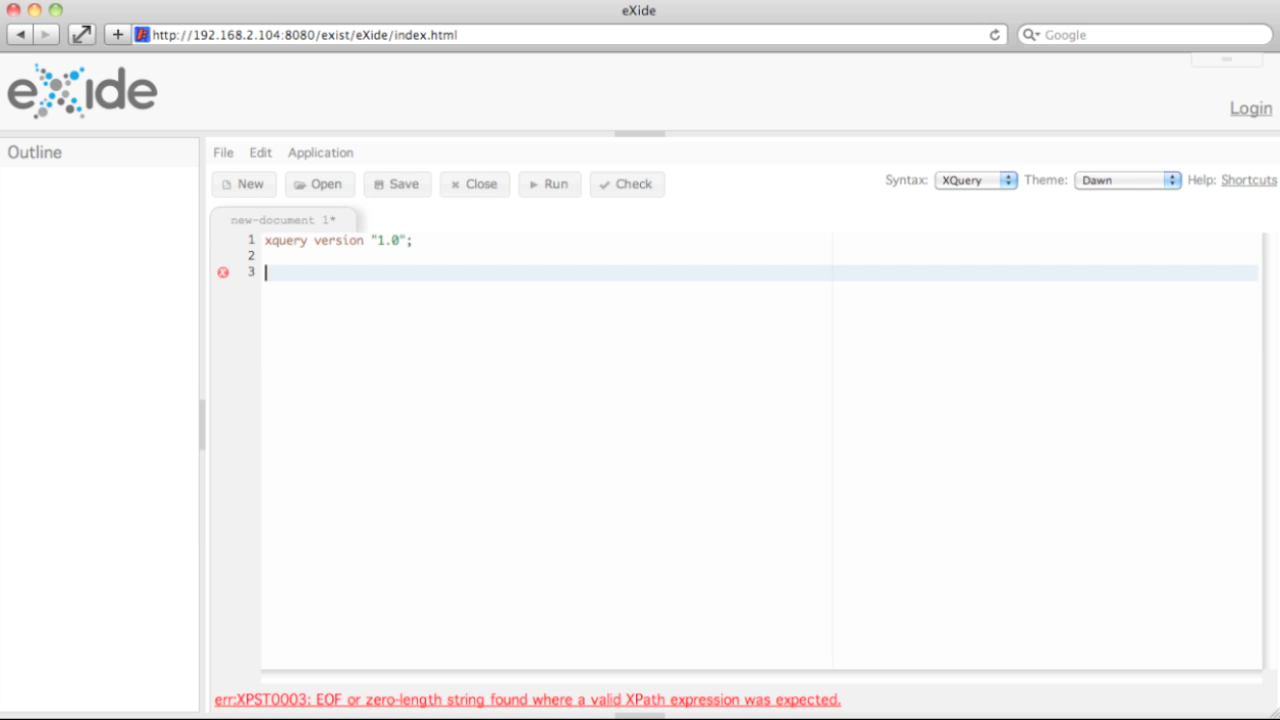 eXide
http://192.168.2.104:8080/exist/eXide/index.html
Google
eXide
Login
Outline
File Edit Application
New Open Save Close Run Check
Syntax: XQuery Theme: Dawn Help: Shortcuts
new-document 1*
1 xquery version "1.0";
2
3
err:XPST0003: EOF or zero-length string found where a valid XPath expression was expected.